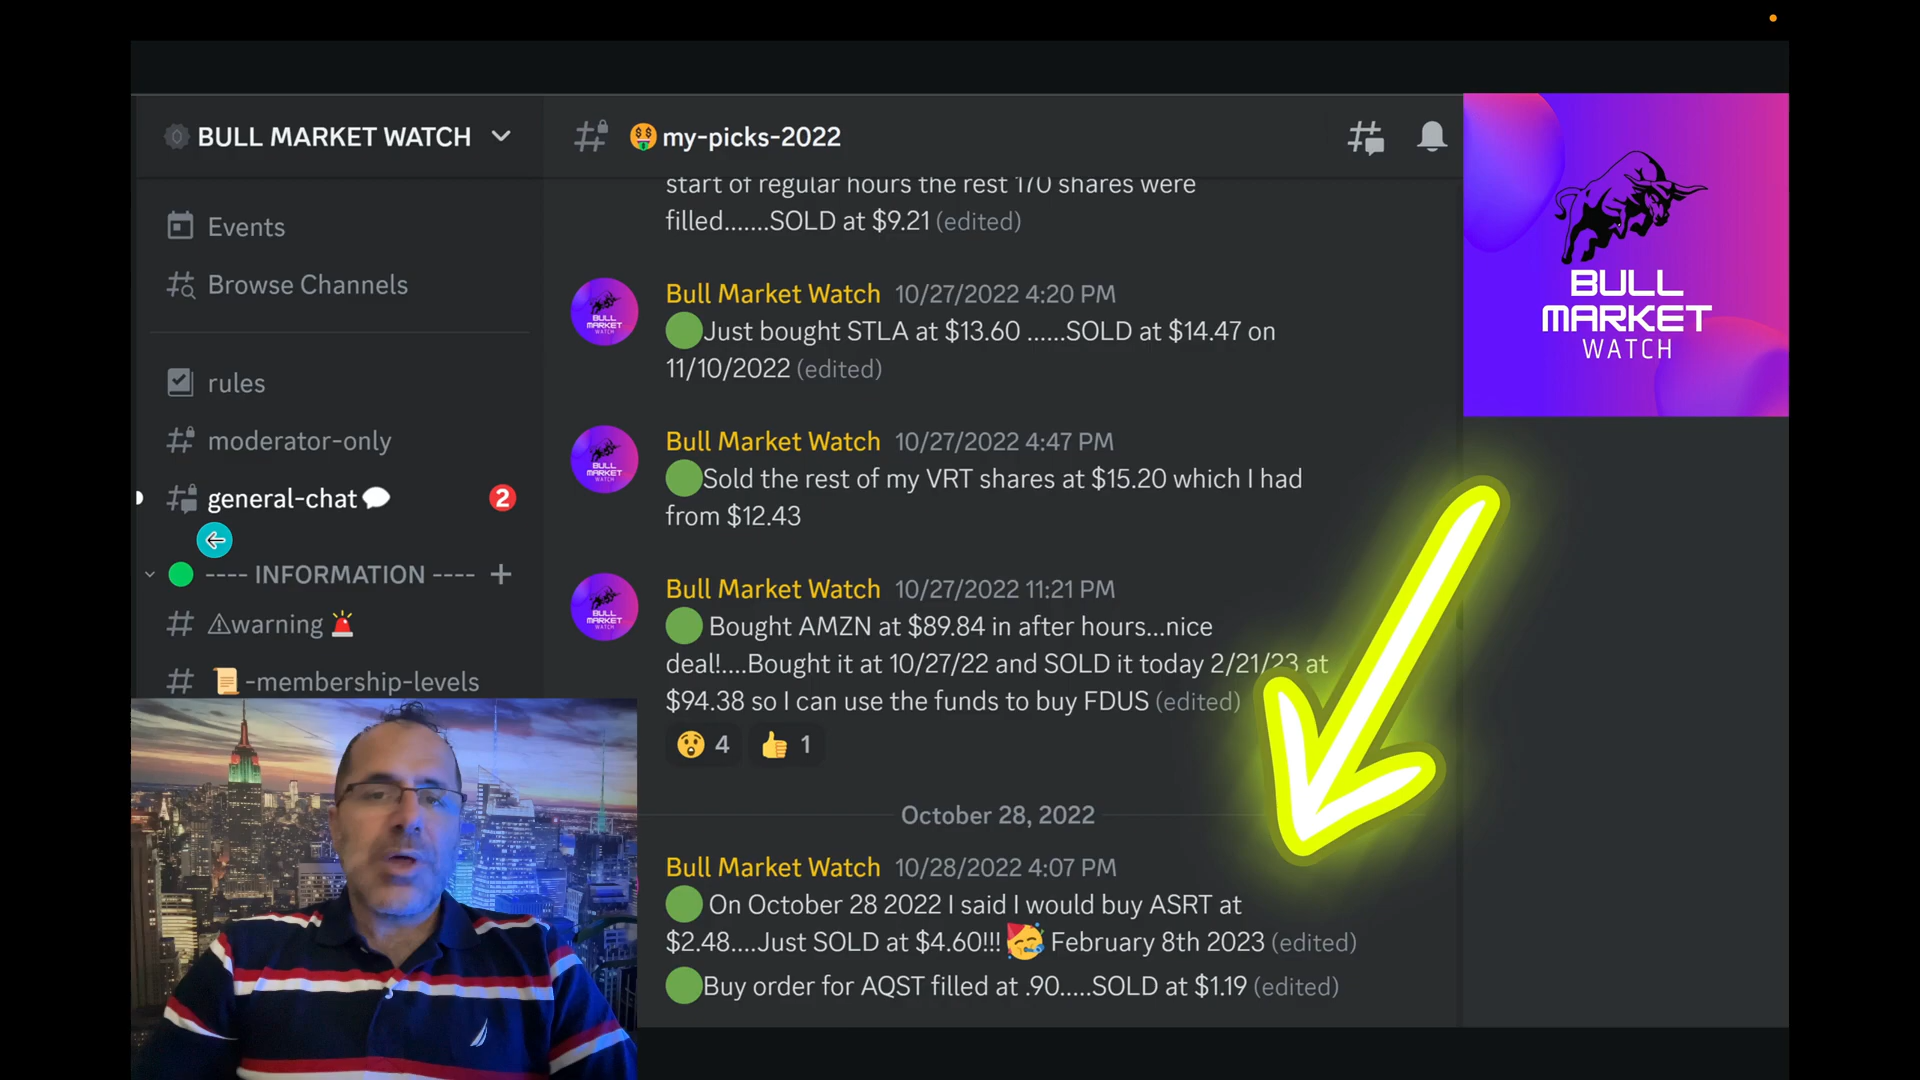 BULL MARKET WATCH
Events
Browse Channels
rules
moderator-only
general-chat
2
---- INFORMATION ----
warning
-membership-levels
my-picks-2022
start of regular hours the rest 170 shares were
filled.......SOLD at $9.21 (edited)
Bull Market Watch 10/27/2022 4:20 PM
Just bought STLA at $13.60 ......SOLD at $14.47 on
11/10/2022 (edited)
Bull Market Watch 10/27/2022 4:47 PM
Sold the rest of my VRT shares at $15.20 which I had
from $12.43
Bull Market Watch 10/27/2022 11:21 PM
Bought AMZN at $89.84 in after hours...nice
deal!....Bought it at 10/27/22 and SOLD it today 2/21/23 at
$94.38 so I can use the funds to buy FDUS (edited)
4 1
October 28, 2022
Bull Market Watch 10/28/2022 4:07 PM
On October 28 2022 I said I would buy ASRT at
$2.48....Just SOLD at $4.60!!! February 8th 2023 (edited)
Buy order for AQST filled at .90.....SOLD at $1.19 (edited)
BULL
MARKET
WATCH
BULL
MARKET
WATCH
BULL
MARKET
WATCH
BULL
MARKET
WATCH